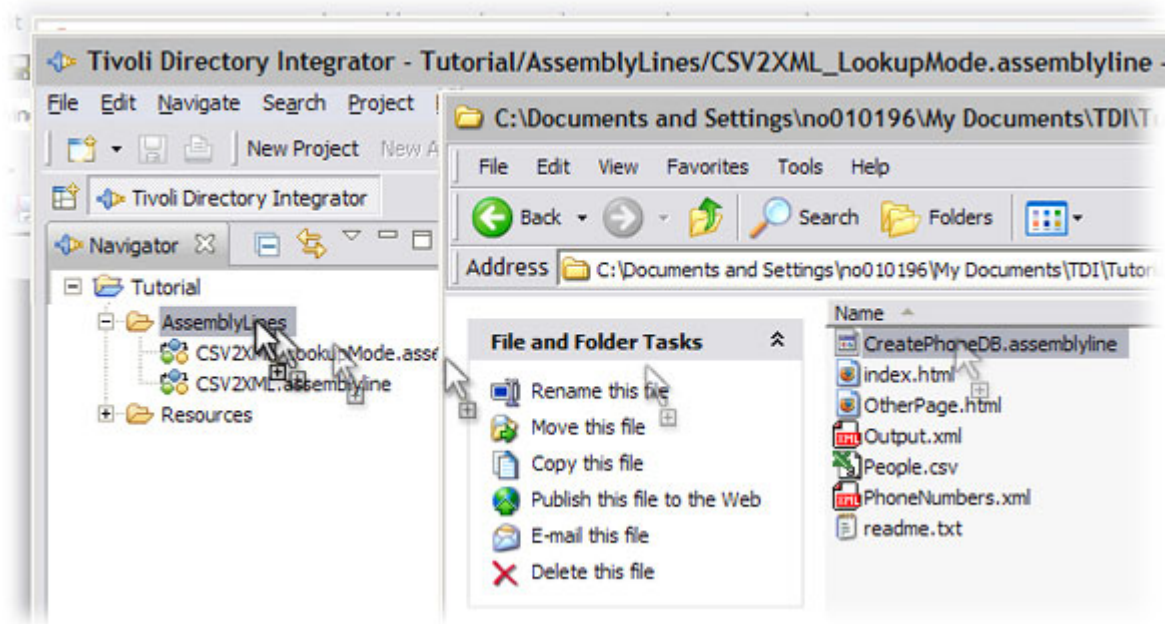 Tivoli Directory Integrator - Tutorial/AssemblyLines/CSV2XML_LookupMode.assemblyline -
File Edit Navigate Search Project
New Project New A
Tivoli Directory Integrator
Navigator
Tutorial
AssemblyLines
CSV2XML_LookupMode.asse
CSV2XML.assemblyline
Resources
C:\Documents and Settings\no010196\My Documents\TDI\Tu
File Edit View Favorites Tools Help
Back Search Folders
Address C:\Documents and Settings\no010196\My Documents\TDI\Tutori
File and Folder Tasks
Rename this file
Move this file
Copy this file
Publish this file to the Web
E-mail this file
Delete this file
Name
CreatePhoneDB.assemblyline
index.html
OtherPage.html
Output.xml
People.csv
PhoneNumbers.xml
readme.txt